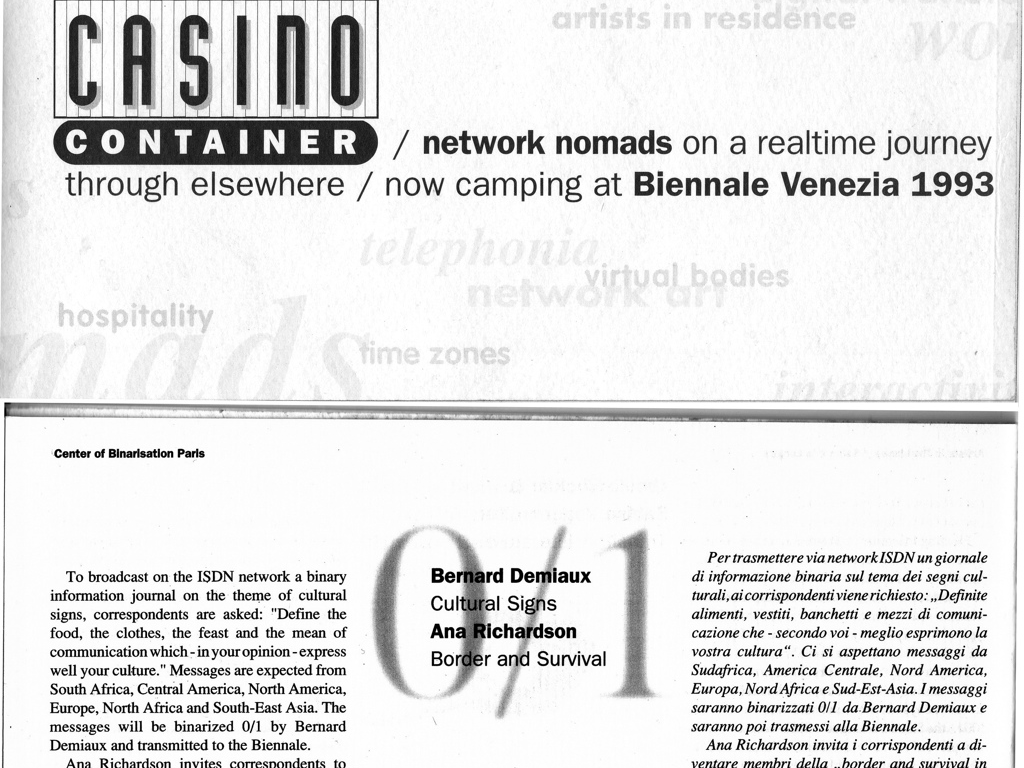 artists in residence
CASINO
CONTAINER / network nomads on a realtime journey
through elsewhere / now camping at Biennale Venezia 1993
telephonia
virtual bodies
network art
hospitality
time zones
Center of Binarisation Paris
To broadcast on the ISDN network a binary
information journal on the theme of cultural
signs, correspondents are asked: "Define the
food, the clothes, the feast and the mean of
communication which - in your opinion - express
well your culture." Messages are expected from
South Africa, Central America, North America,
Europe, North Africa and South-East Asia. The
messages will be binarized 0/1 by Bernard
Demiaux and transmitted to the Biennale.
Ana Richardson invites correspondents to
0/1
Bernard Demiaux
Cultural Signs
Ana Richardson
Border and Survival
Per trasmettere via network ISDN un giornale
di informazione binaria sul tema dei segni cul-
turali, ai corrispondenti viene richiesto: „Definite
alimenti, vestiti, banchetti e mezzi di comuni-
cazione che - secondo voi - meglio esprimono la
vostra cultura“. Ci si aspettano messaggi da
Sudafrica, America Centrale, Nord America,
Europa, Nord Africa e Sud-Est-Asia. I messaggi
saranno binarizzati 0/1 da Bernard Demiaux e
saranno poi trasmessi alla Biennale.
Ana Richardson invita i corrispondenti a di-
ventare membri della „border and survival in